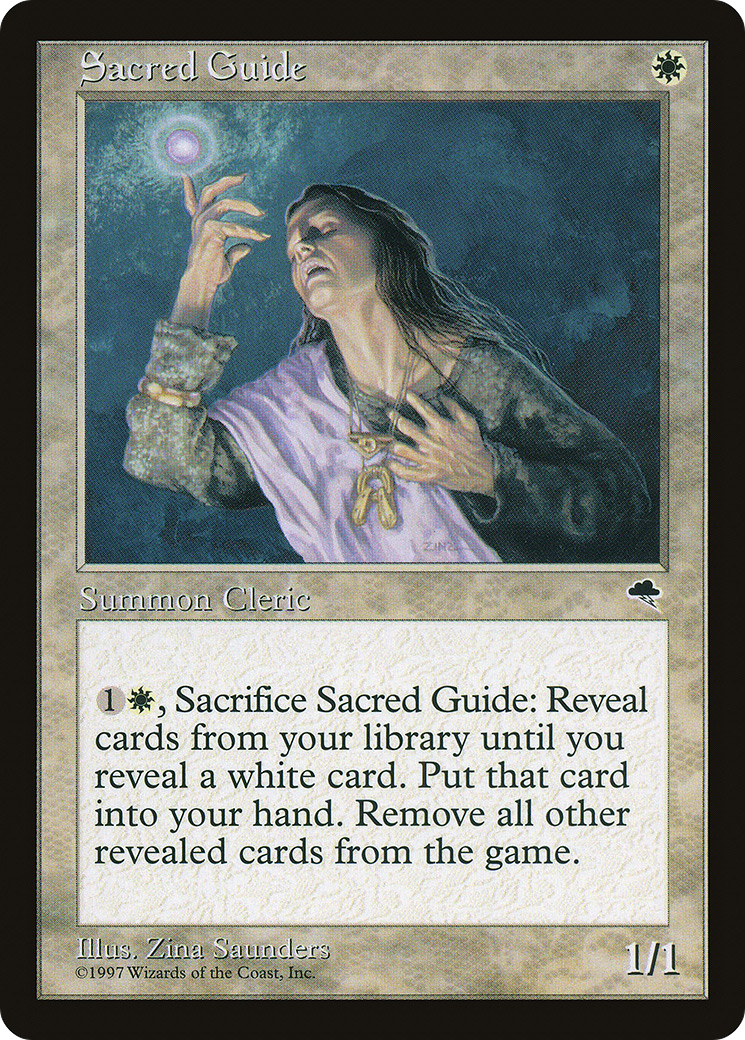 Sacred Guide
ZINA
Summon Cleric
1, Sacrifice Sacred Guide: Reveal
cards from your library until you
reveal a white card. Put that card
into your hand. Remove all other
revealed cards from the game.
Illus. Zina Saunders
©1997 Wizards of the Coast, Inc.
1/1